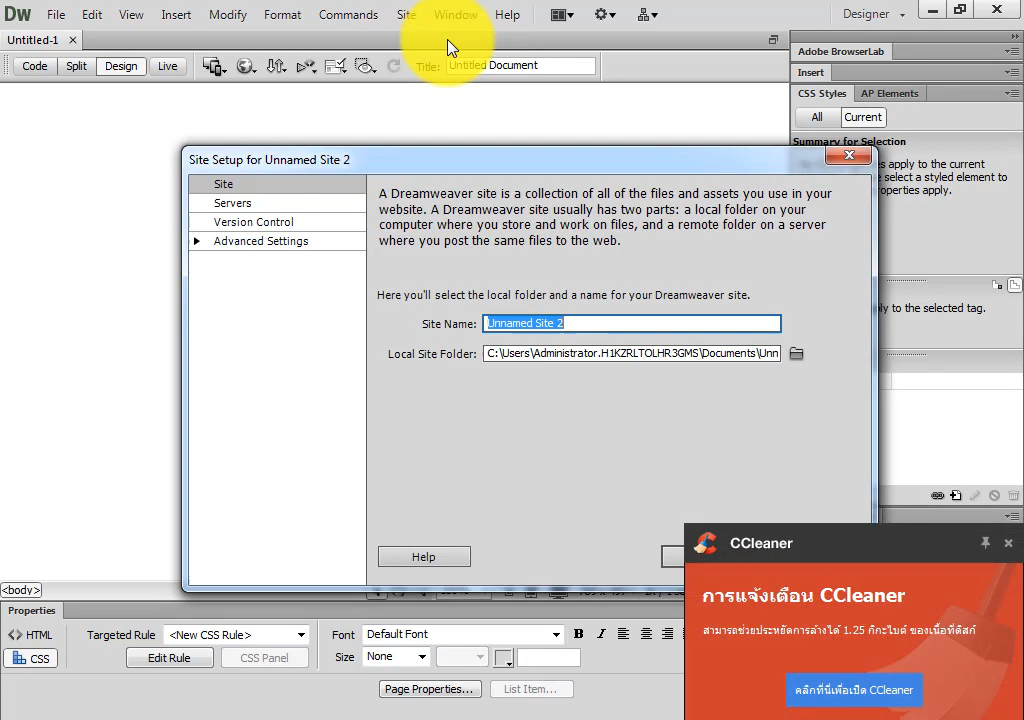 Dw File Edit View Insert Modify Format Commands Site Window Help Designer
Untitled-1
Code Split Design Live Title: Untitled Document
Adobe BrowserLab
Insert
CSS Styles AP Elements
All Current
Summary for Selection
apply to the current
e select a styled element to
roperties apply.
ly to the selected tag.
Site Setup for Unnamed Site 2
Site
Servers
Version Control
Advanced Settings
A Dreamweaver site is a collection of all of the files and assets you use in your
website. A Dreamweaver site usually has two parts: a local folder on your
computer where you store and work on files, and a remote folder on a server
where you post the same files to the web.
Here you'll select the local folder and a name for your Dreamweaver site.
Site Name: Unnamed Site 2
Local Site Folder: C:\Users\Administrator.H1KZRLTOLHR3GMS\Documents\Unn
Help
CCleaner
การแจ้งเตือน CCleaner
สามารถช่วยประหยัดการล้างได้ 1.25 กิกะไบต์ ของเนื้อที่ดิสก์
คลิกที่นี่เพื่อเปิด CCleaner
<body>
Properties
HTML Targeted Rule <New CSS Rule> Font Default Font B I
CSS Edit Rule CSS Panel Size None
Page Properties... List Item...